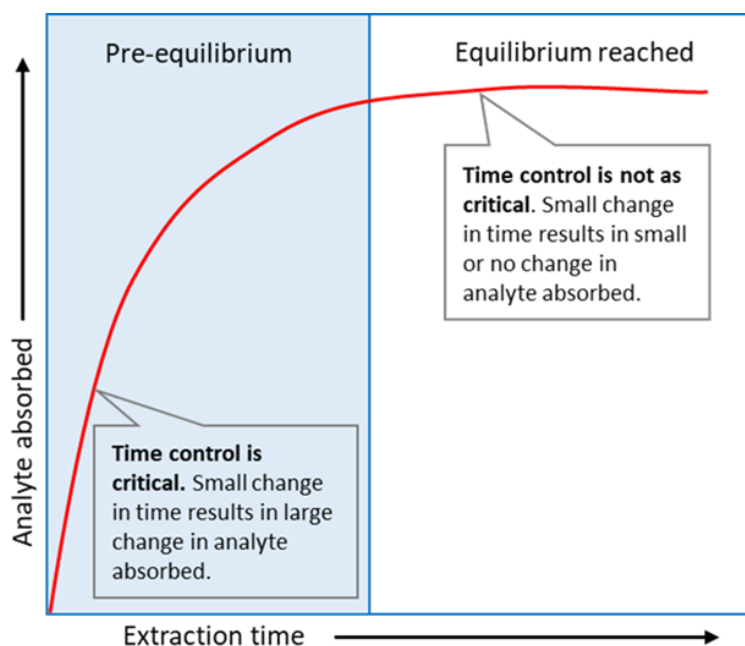 Pre-equilibrium
Equilibrium reached
Time control is not as
critical. Small change
in time results in small
or no change in
analyte absorbed.
Time control is
critical. Small change
in time results in large
change in analyte
absorbed.
Analyte absorbed
Extraction time